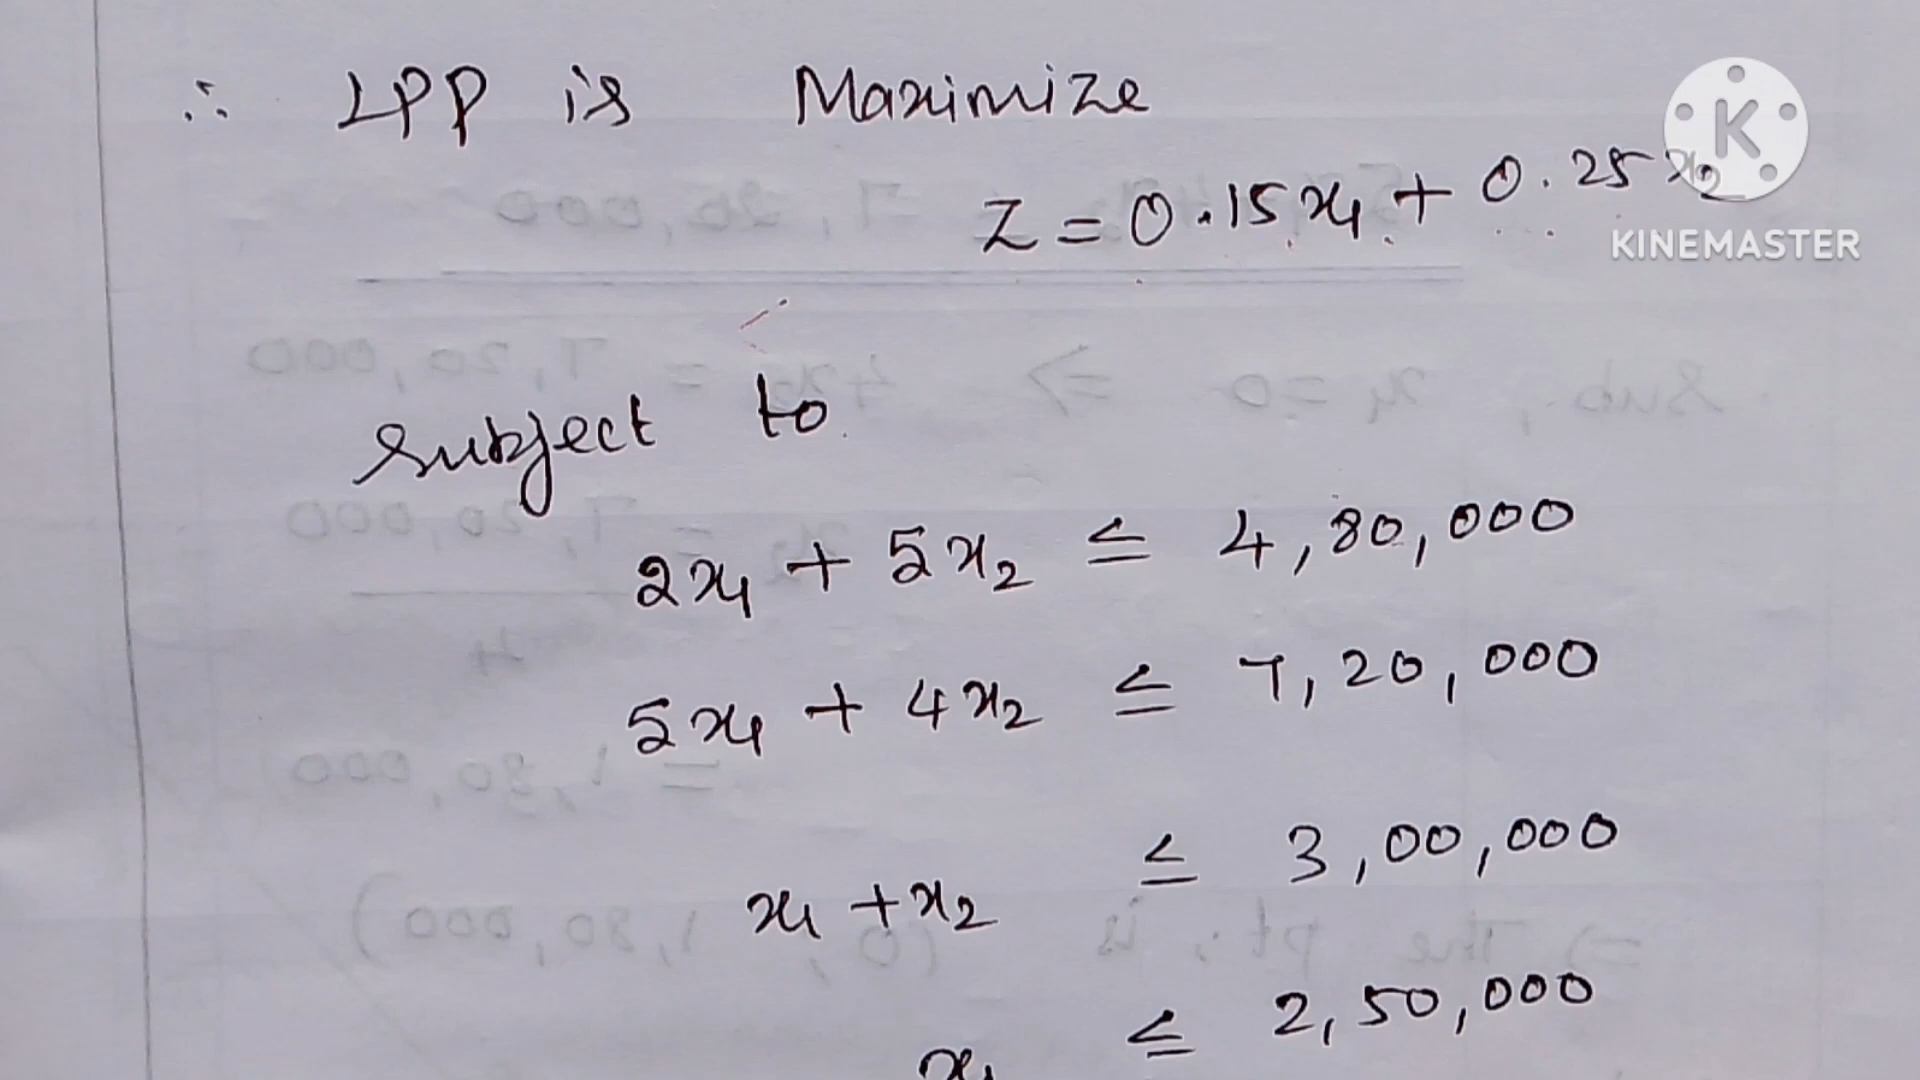 ∴ LPP is Maximize
Z = 0.15x₁ + 0.25x₂
K
KINEMASTER
Subject to
2x₁ + 5x₂ ≤ 4,80,000
5x₁ + 4x₂ ≤ 7,20,000
x₁ + x₂ ≤ 3,00,000
x₁ ≤ 2,50,000